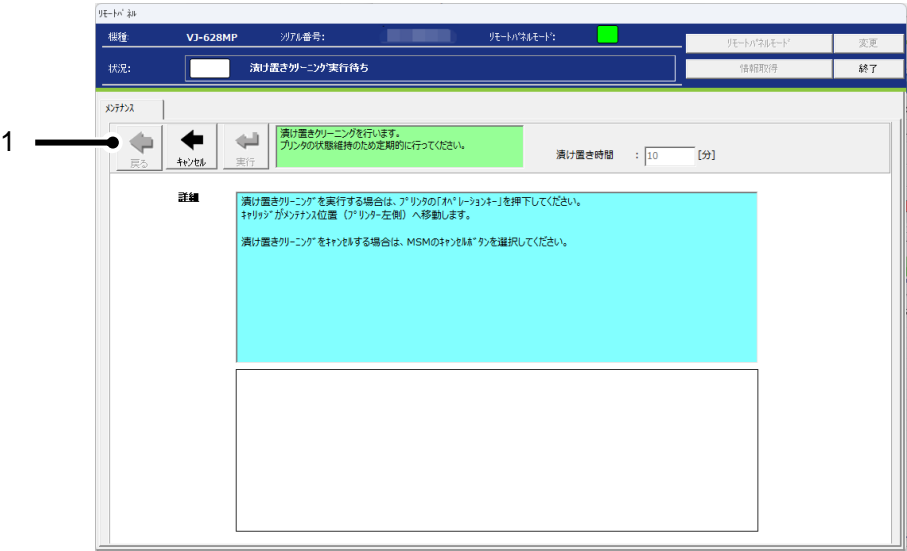 ﾘﾓｰﾄﾊﾟﾈﾙ
機種:
VJ-628MP
ｼﾘｱﾙ番号:
ﾘﾓｰﾄﾊﾟﾈﾙﾓｰﾄﾞ:
ﾘﾓｰﾄﾊﾟﾈﾙﾓｰﾄﾞ
変更
状況:
漬け置きｸﾘｰﾆﾝｸﾞ実行待ち
情報取得
終了
ﾒﾝﾃﾅﾝｽ
1
戻る
ｷｬﾝｾﾙ
実行
漬け置きクリーニングを行います。
プリンタの状態維持のため定期的に行ってください。
漬け置き時間 : 10 [分]
詳細
漬け置きｸﾘｰﾆﾝｸﾞを実行する場合は、ﾌﾟﾘﾝﾀの「ｵﾍﾟﾚｰｼｮﾝｷｰ」を押下してください。
ｷｬﾘｯｼﾞがﾒﾝﾃﾅﾝｽ位置（ﾌﾟﾘﾝﾀｰ左側）へ移動します。
漬け置きｸﾘｰﾆﾝｸﾞをｷｬﾝｾﾙする場合は、MSMのｷｬﾝｾﾙﾎﾞﾀﾝを選択してください。